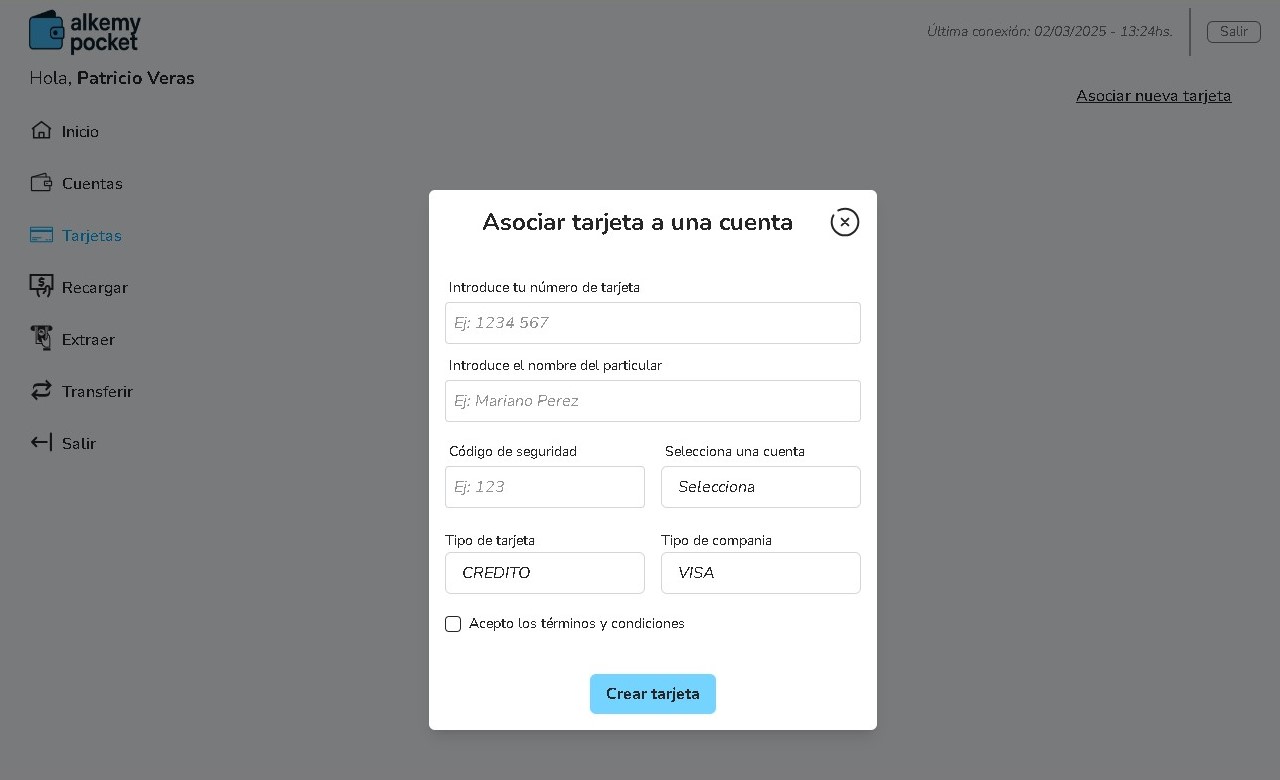 alkemy
pocket
Última conexión: 02/03/2025 - 13:24hs.
Salir
Hola, Patricio Veras
Asociar nueva tarjeta
Inicio
Cuentas
Tarjetas
Recargar
Extraer
Transferir
Salir
Asociar tarjeta a una cuenta
Introduce tu número de tarjeta
Ej: 1234 567
Introduce el nombre del particular
Ej: Mariano Perez
Código de seguridad
Selecciona una cuenta
Ej: 123
Selecciona
Tipo de tarjeta
Tipo de compania
CREDITO
VISA
Acepto los términos y condiciones
Crear tarjeta